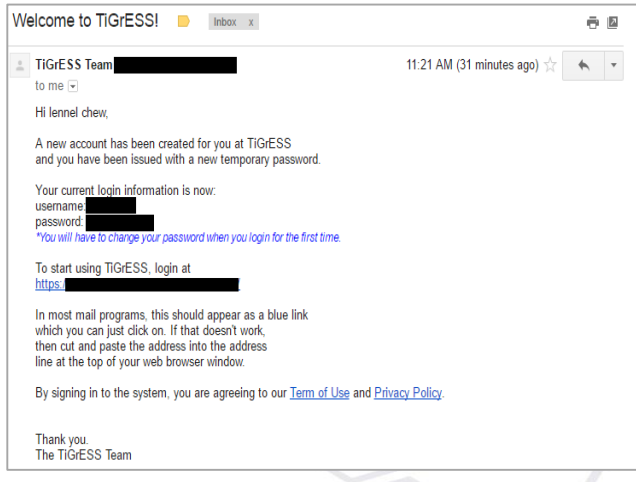 Welcome to TiGrESS! Inbox x
TiGrESS Team 11:21 AM (31 minutes ago)
to me
Hi lennel chew,
A new account has been created for you at TiGrESS
and you have been issued with a new temporary password.
Your current login information is now:
username:
password:
*You will have to change your password when you login for the first time.
To start using TiGrESS, login at
https:/
In most mail programs, this should appear as a blue link
which you can just click on. If that doesn't work,
then cut and paste the address into the address
line at the top of your web browser window.
By signing in to the system, you are agreeing to our Term of Use and Privacy Policy.
Thank you.
The TiGrESS Team